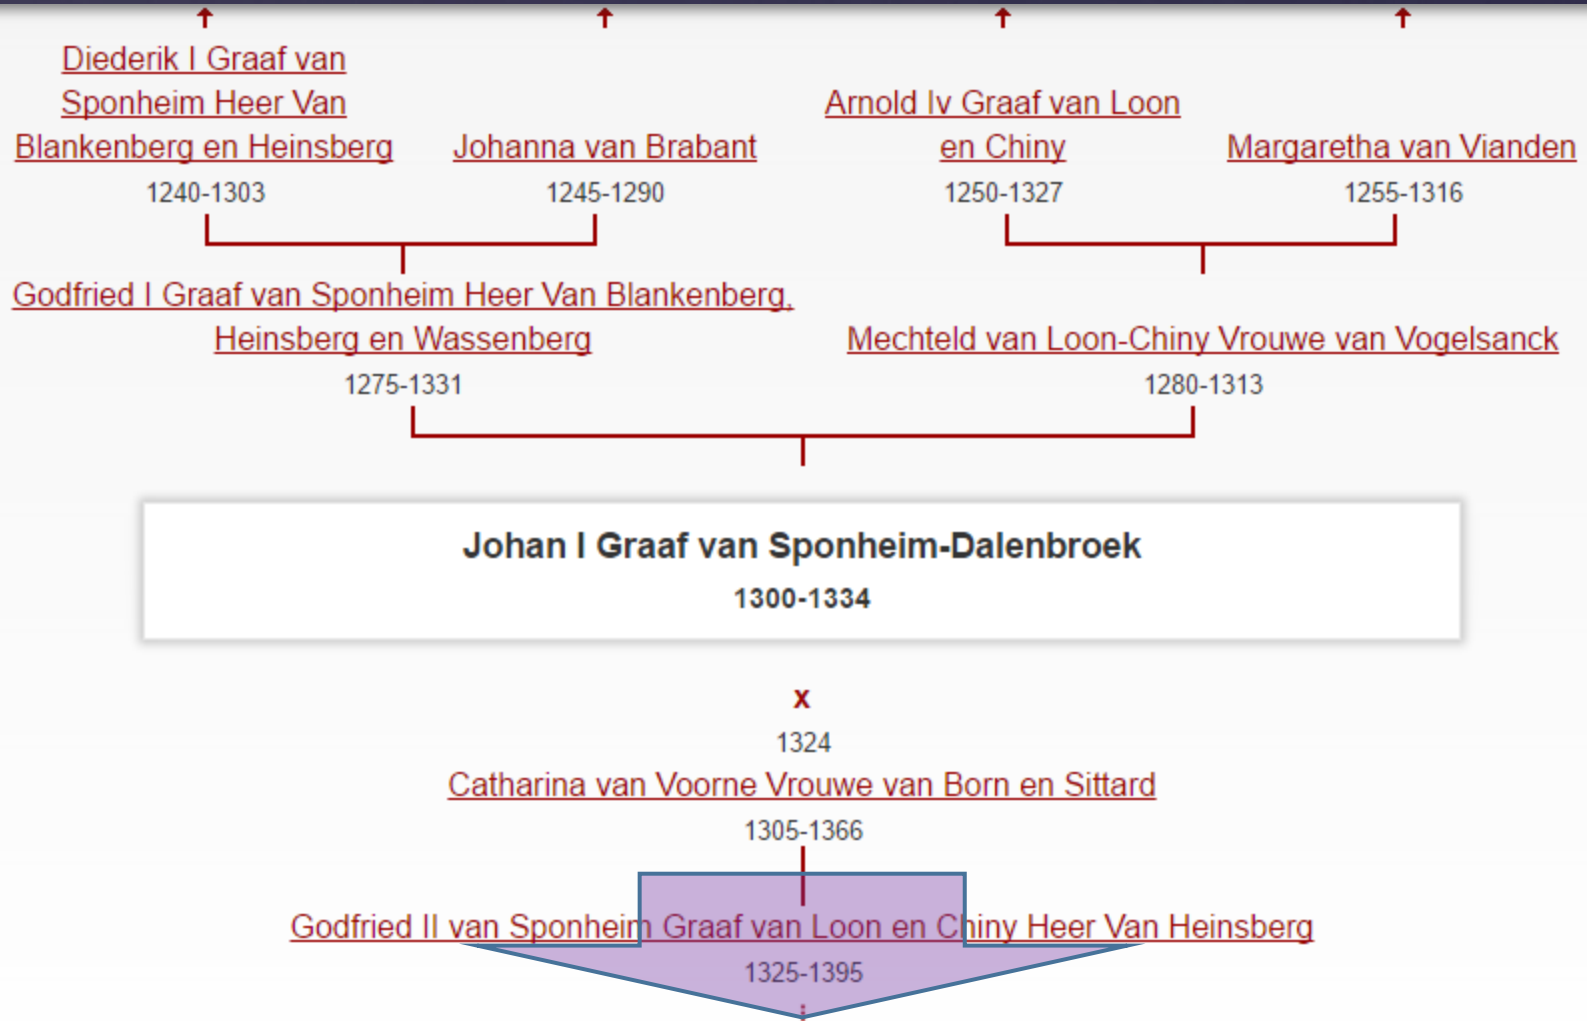 Diederik I Graaf van
Sponheim Heer Van
Blankenberg en Heinsberg
1240-1303
Johanna van Brabant
1245-1290
Arnold Iv Graaf van Loon
en Chiny
1250-1327
Margaretha van Vianden
1255-1316
Godfried I Graaf van Sponheim Heer Van Blankenberg,
Heinsberg en Wassenberg
1275-1331
Mechteld van Loon-Chiny Vrouwe van Vogelsanck
1280-1313
Johan I Graaf van Sponheim-Dalenbroek
1300-1334
x
1324
Catharina van Voorne Vrouwe van Born en Sittard
1305-1366
Godfried II van Sponheim Graaf van Loon en Chiny Heer Van Heinsberg
1325-1395